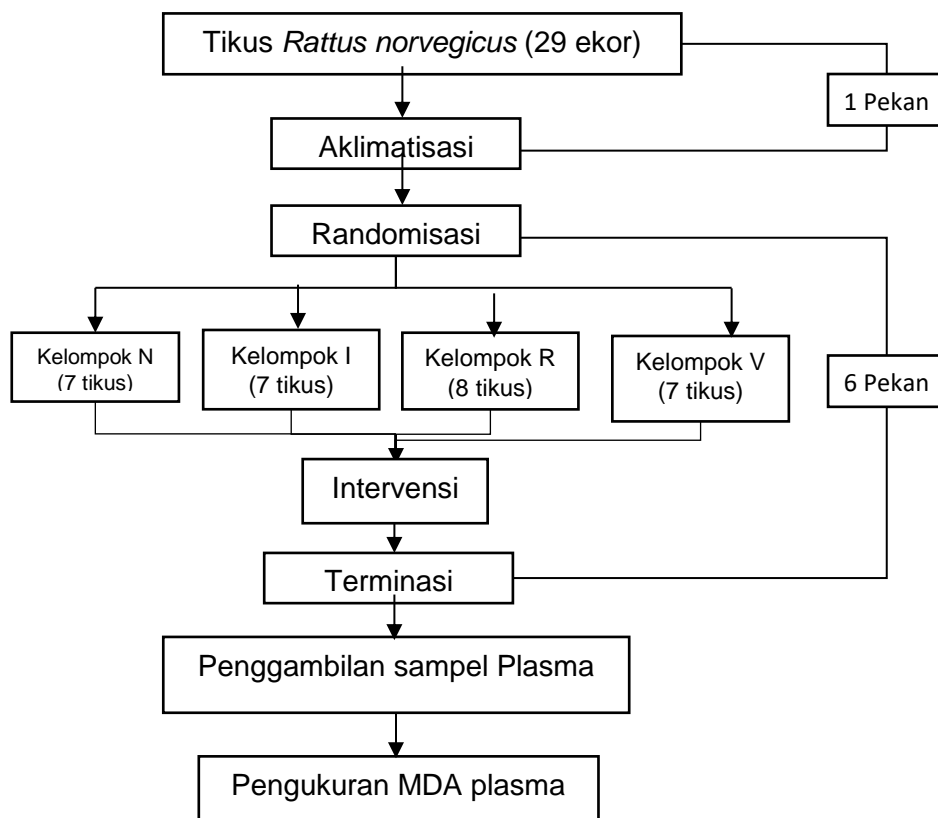 Tikus Rattus norvegicus (29 ekor)
1 Pekan
Aklimatisasi
Randomisasi
Kelompok N
(7 tikus)
Kelompok I
(7 tikus)
Kelompok R
(8 tikus)
Kelompok V
(7 tikus)
6 Pekan
Intervensi
Terminasi
Penggambilan sampel Plasma
Pengukuran MDA plasma